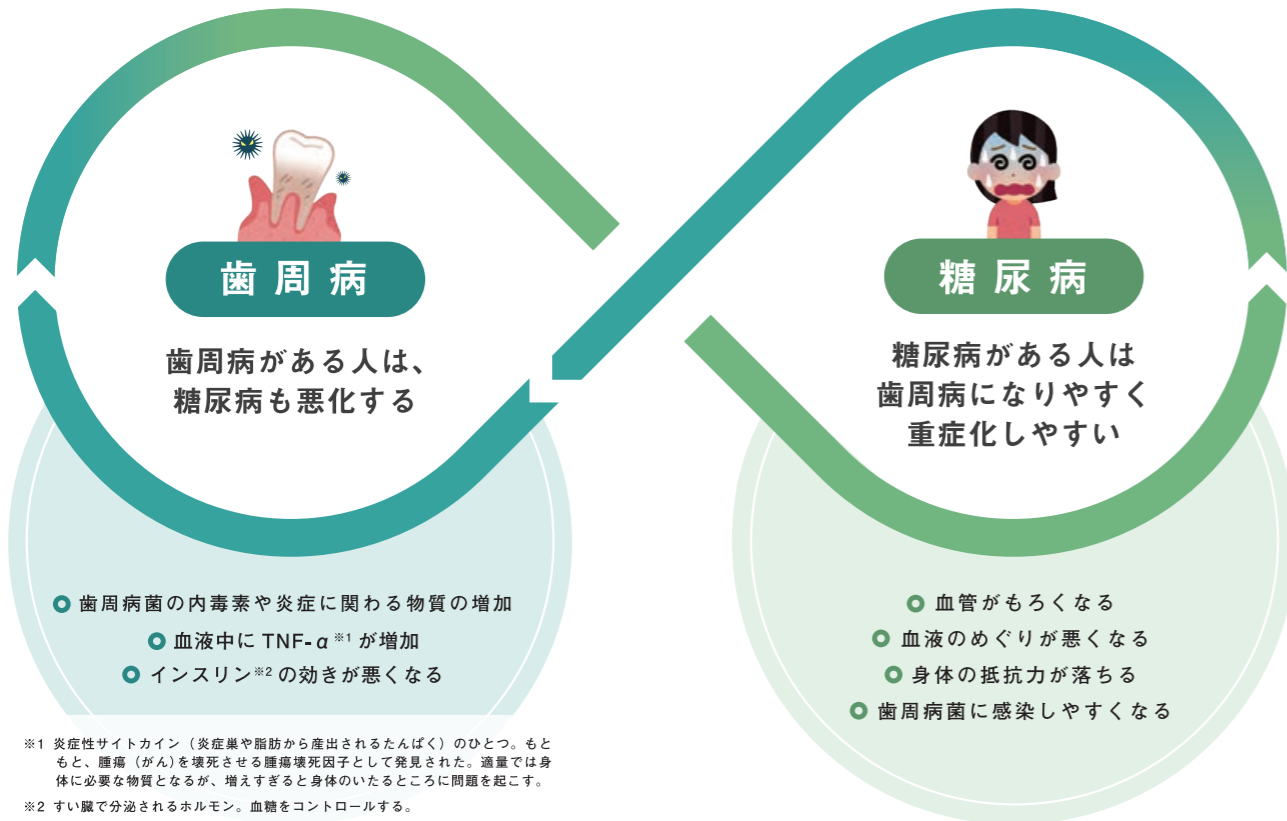 歯周病
歯周病がある人は、
糖尿病も悪化する
歯周病菌の内毒素や炎症に関わる物質の増加
血液中に TNF-α※1 が増加
インスリン※2 の効きが悪くなる
※1 炎症性サイトカイン（炎症巣や脂肪から産出されるたんぱく）のひとつ。もと
もと、腫瘍（がん）を壊死させる腫瘍壊死因子として発見された。適量では身
体に必要な物質となるが、増えすぎると身体のいたるところに問題を起こす。
※2 すい臓で分泌されるホルモン。血糖をコントロールする。
糖尿病
糖尿病がある人は
歯周病になりやすく
重症化しやすい
血管がもろくなる
血液のめぐりが悪くなる
身体の抵抗力が落ちる
歯周病菌に感染しやすくなる